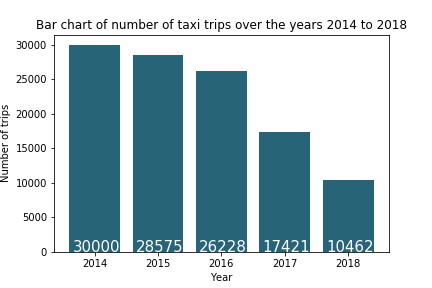 Bar chart of number of taxi trips over the years 2014 to 2018
Number of trips
30000
25000
20000
15000
10000
5000
0
30000 28575 26228 17421 10462
2014 2015 2016 2017 2018
Year